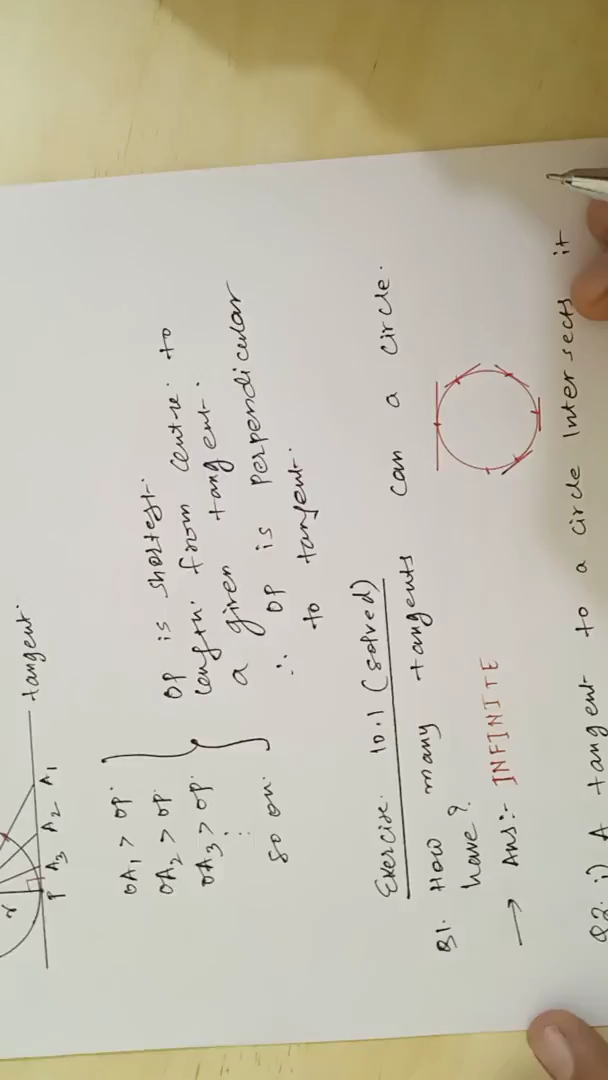 r
P A3 A2 A1 tangent.
OA1 > OP.
OA2 > OP.
OA3 > OP.
so on.
OP is shortest.
length from centre. to
a given tangent.
∴ OP is perpendicular
to tangent.
Exercise. 10.1 (solved)
Q1. How many tangents can a circle.
have?
→ Ans:- INFINITE
Q2. i) A tangent to a circle Intersects it